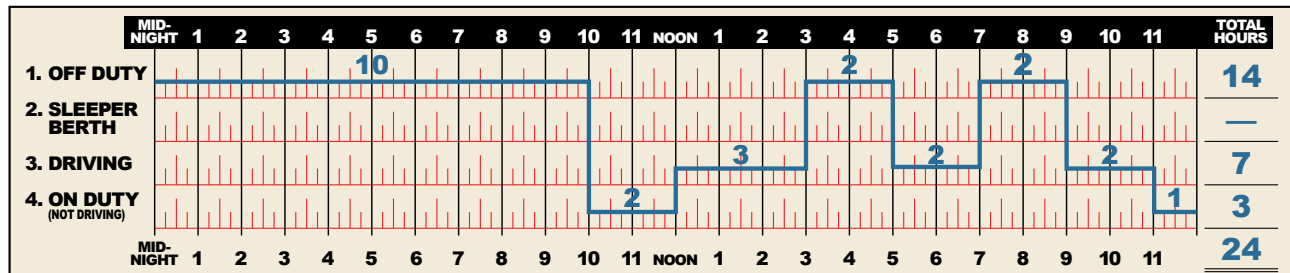 MID-
NIGHT 1 2 3 4 5 6 7 8 9 10 11 NOON 1 2 3 4 5 6 7 8 9 10 11 TOTAL HOURS
1. OFF DUTY 10 2 2 14
2. SLEEPER
BERTH —
3. DRIVING 3 2 2 7
4. ON DUTY 2 1 3
(NOT DRIVING)
MID-
NIGHT 1 2 3 4 5 6 7 8 9 10 11 NOON 1 2 3 4 5 6 7 8 9 10 11 24